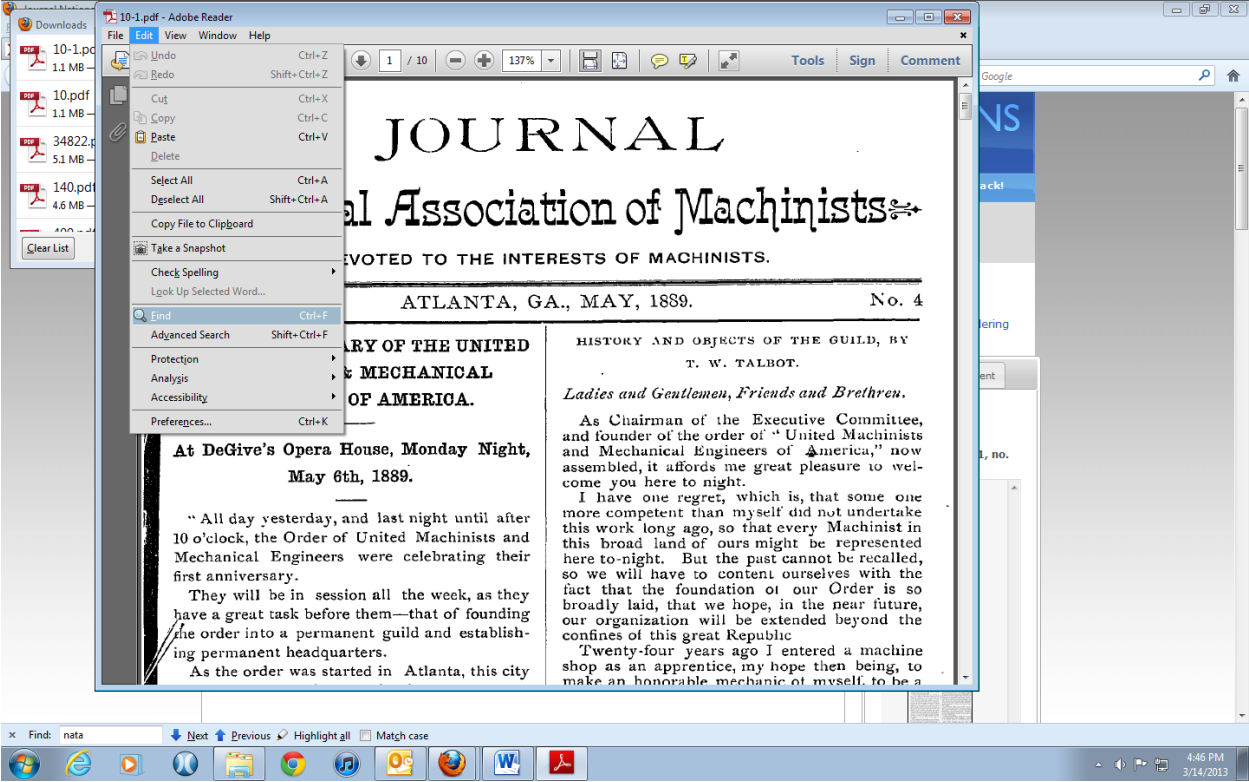 Downloads
10-1.pd
1.1 MB —
10.pdf
1.1 MB —
34822.p
5.1 MB —
140.pdf
4.6 MB —
Clear List
10-1.pdf - Adobe Reader
File Edit View Window Help
1 / 10 137% Tools Sign Comment
Undo Ctrl+Z
Redo Shift+Ctrl+Z
Cut Ctrl+X
Copy Ctrl+C
Paste Ctrl+V
Delete
Select All Ctrl+A
Deselect All Shift+Ctrl+A
Copy File to Clipboard
Take a Snapshot
Check Spelling
Look Up Selected Word...
Find Ctrl+F
Advanced Search Shift+Ctrl+F
Protection
Analysis
Accessibility
Preferences... Ctrl+K
JOURNAL
al Association of Machinists
EVOTED TO THE INTERESTS OF MACHINISTS.
ATLANTA, GA., MAY, 1889. No. 4
ARY OF THE UNITED
& MECHANICAL
OF AMERICA.
At DeGive's Opera House, Monday Night,
May 6th, 1889.
"All day yesterday, and last night until after
10 o'clock, the Order of United Machinists and
Mechanical Engineers were celebrating their
first anniversary.
They will be in session all the week, as they
have a great task before them—that of founding
the order into a permanent guild and establish-
ing permanent headquarters.
As the order was started in Atlanta, this city
HISTORY AND OBJECTS OF THE GUILD, BY
T. W. TALBOT.
Ladies and Gentlemen, Friends and Brethren.
As Chairman of the Executive Committee,
and founder of the order of "United Machinists
and Mechanical Engineers of America," now
assembled, it affords me great pleasure to wel-
come you here to night.
I have one regret, which is, that some one
more competent than myself did not undertake
this work long ago, so that every Machinist in
this broad land of ours might be represented
here to-night. But the past cannot be recalled,
so we will have to content ourselves with the
fact that the foundation of our Order is so
broadly laid, that we hope, in the near future,
our organization will be extended beyond the
confines of this great Republic
Twenty-four years ago I entered a machine
shop as an apprentice, my hope then being, to
make an honorable mechanic of myself, to be a
Google
NS
ack!
dering
ent
1, no.
Find: nata Next Previous Highlight all Match case
4:46 PM
3/14/2013